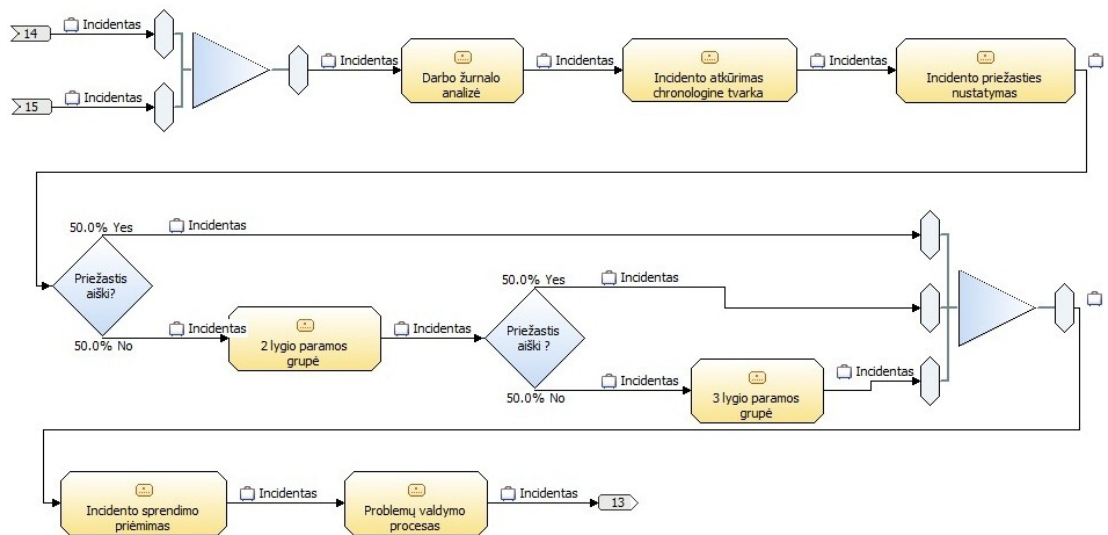 14
Incidentas
15
Incidentas
Incidentas
Darbo žurnalo
analizė
Incidentas
Incidento atkūrimas
chronologine tvarka
Incidentas
Incidento priežasties
nustatymas
50.0% Yes
Incidentas
Priežastis
aiški?
50.0% No
Incidentas
2 lygio paramos
grupė
Incidentas
50.0% Yes
Incidentas
Priežastis
aiški ?
50.0% No
Incidentas
3 lygio paramos
grupė
Incidentas
Incidento sprendimo
priėmimas
Incidentas
Problemų valdymo
procesas
Incidentas
13